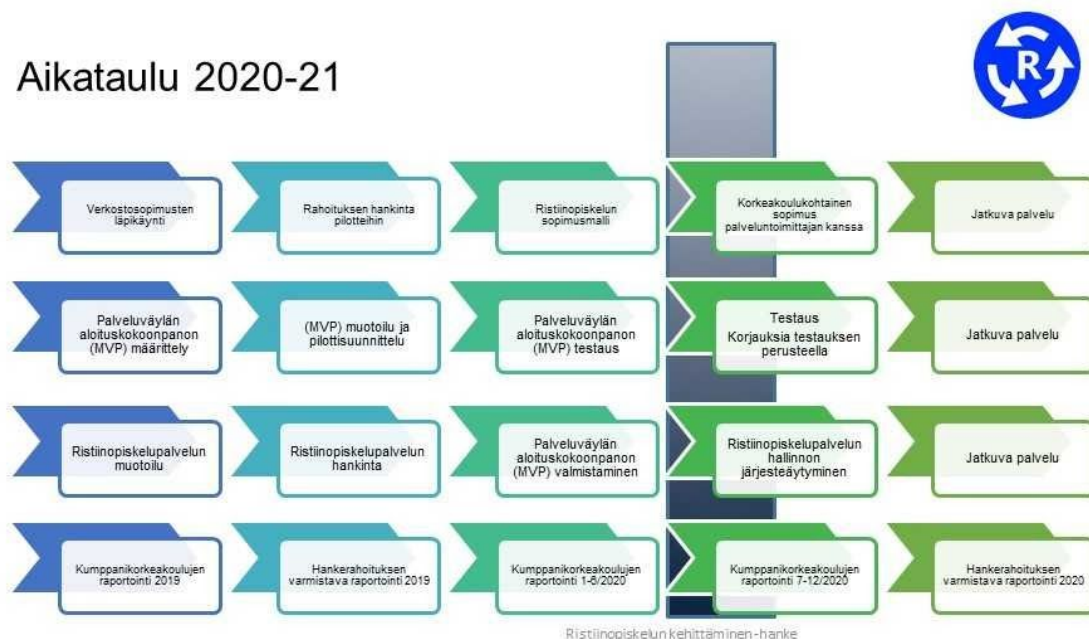 Aikataulu 2020-21
R
Verkostosopimusten
läpikäynti
Rahoituksen hankinta
pilotteihin
Ristiinopiskelun
sopimusmalli
Korkeakoulukohtainen
sopimus
palveluntoimittajan kanssa
Jatkuva palvelu
Palveluväylän
aloituskokoonpanon
(MVP) määrittely
(MVP) muotoilu ja
pilottisuunnittelu
Palveluväylän
aloituskokoonpanon
(MVP) testaus
Testaus
Korjauksia testauksen
perusteella
Jatkuva palvelu
Ristiinopiskelupalvelun
muotoilu
Ristiinopiskelupalvelun
hankinta
Palveluväylän
aloituskokoonpanon
(MVP) valmistaminen
Ristiinopiskelupalvelun
hallinnon
järjesteäytyminen
Jatkuva palvelu
Kumppanikorkeakoulujen
raportointi 2019
Hankerahoituksen
varmistava raportointi 2019
Kumppanikorkeakoulujen
raportointi 1-6/2020
Kumppanikorkeakoulujen
raportointi 7-12/2020
Hankerahoituksen
varmistava raportointi 2020
Ristiinopiskelun kehittäminen -hanke